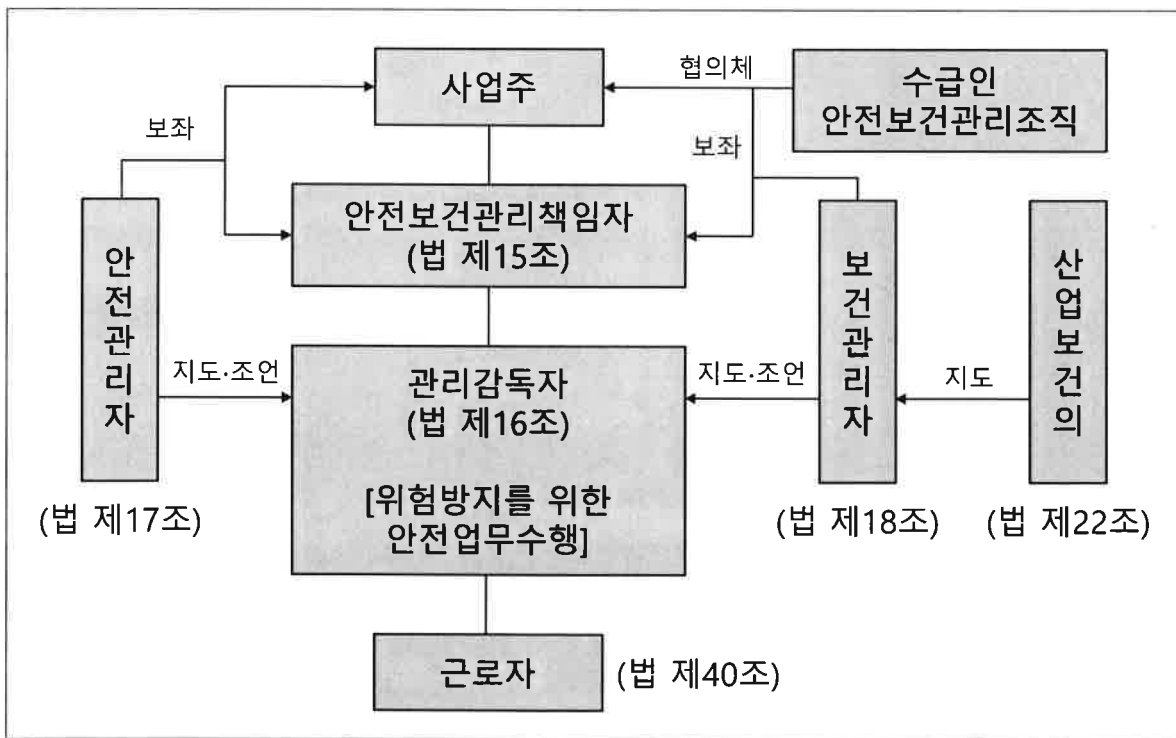 사업주
협의체
수급인
안전보건관리조직
보좌
보좌
안전보건관리책임자
(법 제15조)
안전관리자
보건관리자
산업보건의
지도·조언
관리감독자
(법 제16조)
지도·조언
지도
[위험방지를 위한
안전업무수행]
(법 제17조)
(법 제18조)
(법 제22조)
근로자
(법 제40조)